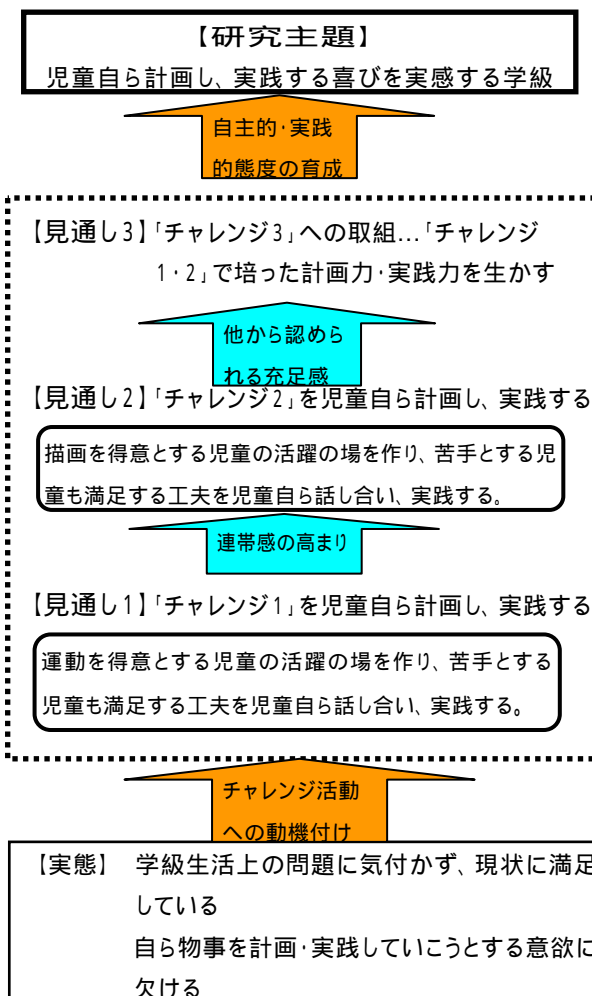 【研究主題】
児童自ら計画し、実践する喜びを実感する学級
自主的・実践
的態度の育成
【見通し3】「チャレンジ3」への取組…「チャレンジ
1・2」で培った計画力・実践力を生かす
他から認めら
れる充足感
【見通し2】「チャレンジ2」を児童自ら計画し、実践する
描画を得意とする児童の活躍の場を作り、苦手とする児
童も満足する工夫を児童自ら話し合い、実践する。
連帯感の高まり
【見通し1】「チャレンジ1」を児童自ら計画し、実践する
運動を得意とする児童の活躍の場を作り、苦手とする
児童も満足する工夫を児童自ら話し合い、実践する。
チャレンジ活動
への動機付け
【実態】 学級生活上の問題に気付かず、現状に満足
している
自ら物事を計画・実践していこうとする意欲に
欠ける